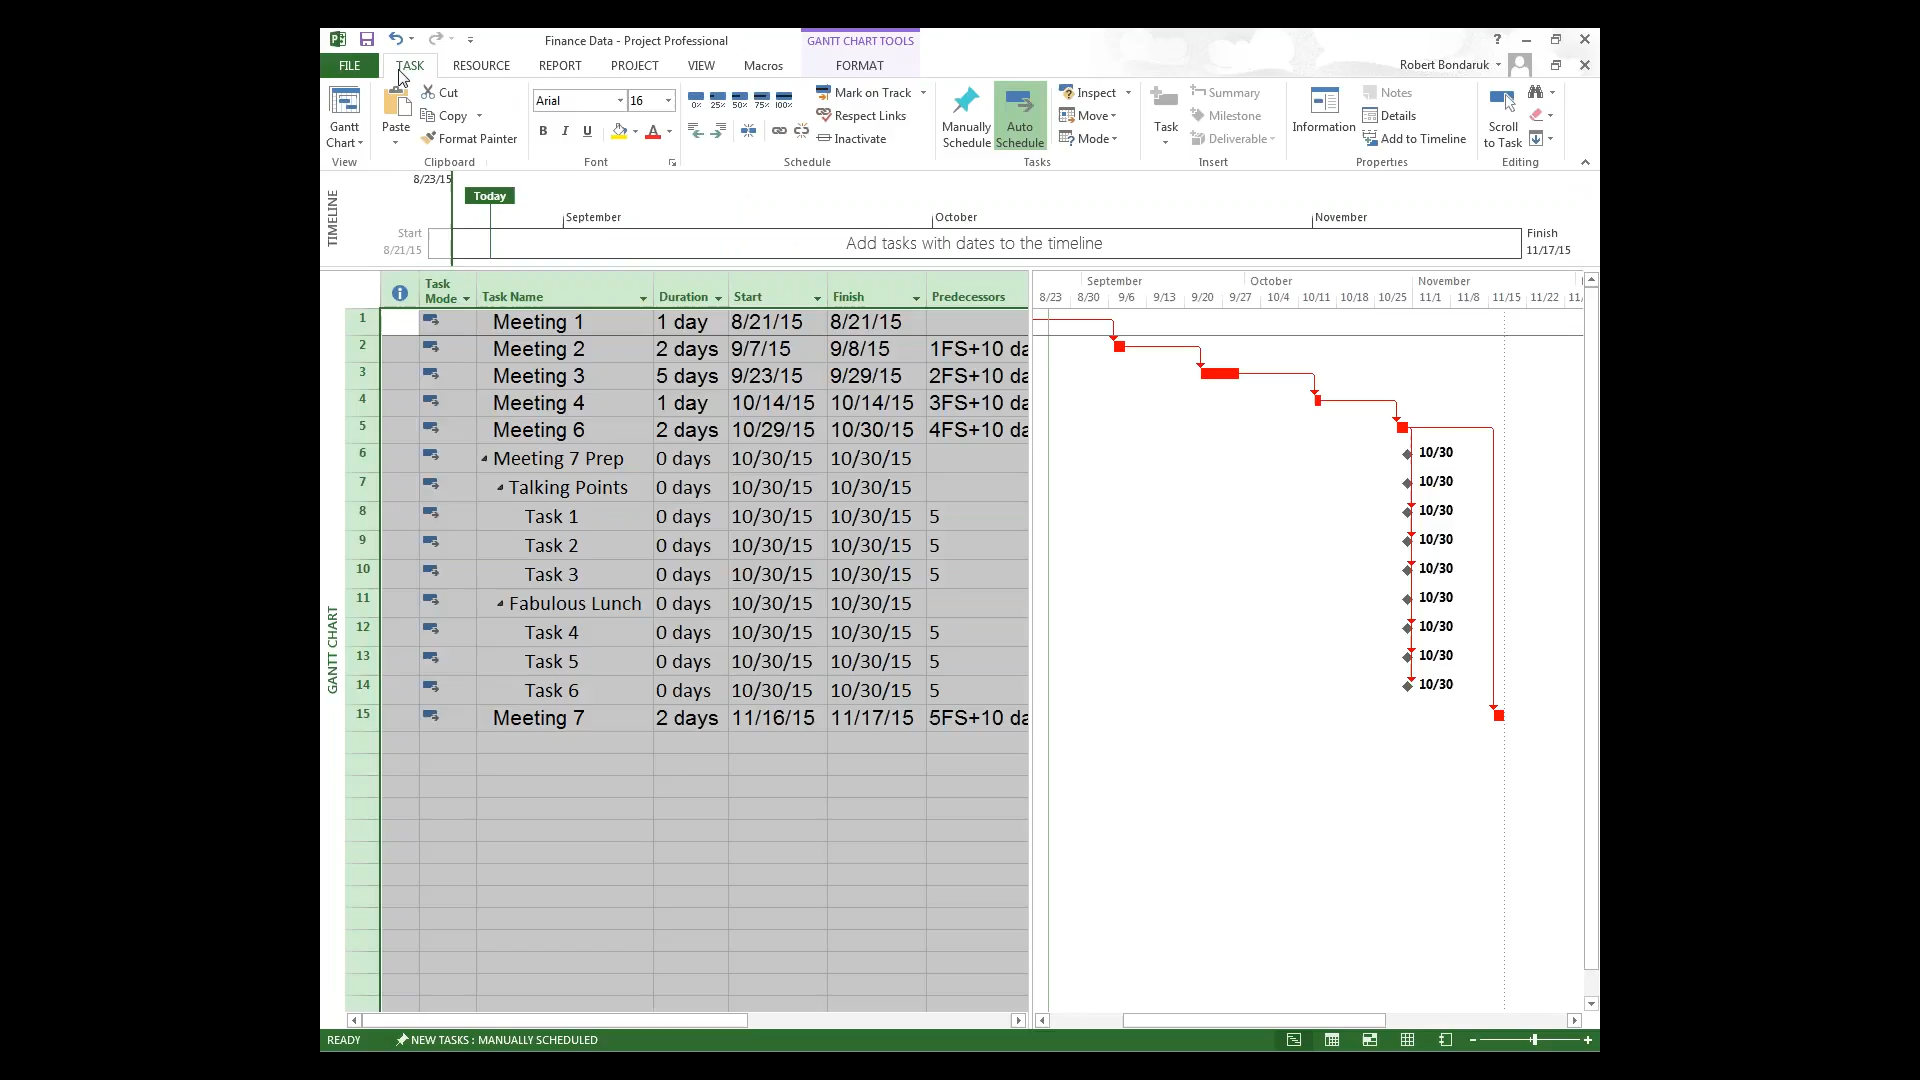 Finance Data - Project Professional
GANTT CHART TOOLS
?
FILE TASK RESOURCE REPORT PROJECT VIEW Macros FORMAT Robert Bondaruk
Gantt Chart
View
Paste
Cut
Copy
Format Painter
Clipboard
Arial 16
B I U A
Font
0% 25% 50% 75% 100%
Mark on Track
Respect Links
Inactivate
Schedule
Manually Schedule
Auto Schedule
Inspect
Move
Mode
Tasks
Task
Summary
Milestone
Deliverable
Insert
Information
Notes
Details
Add to Timeline
Properties
Scroll to Task
Editing
TIMELINE
8/23/15
Today
September October November
Start
8/21/15
Add tasks with dates to the timeline
Finish
11/17/15
GANTT CHART
Task Mode Task Name Duration Start Finish Predecessors
1 Meeting 1 1 day 8/21/15 8/21/15
2 Meeting 2 2 days 9/7/15 9/8/15 1FS+10 da
3 Meeting 3 5 days 9/23/15 9/29/15 2FS+10 da
4 Meeting 4 1 day 10/14/15 10/14/15 3FS+10 da
5 Meeting 6 2 days 10/29/15 10/30/15 4FS+10 da
6 Meeting 7 Prep 0 days 10/30/15 10/30/15
7 Talking Points 0 days 10/30/15 10/30/15
8 Task 1 0 days 10/30/15 10/30/15 5
9 Task 2 0 days 10/30/15 10/30/15 5
10 Task 3 0 days 10/30/15 10/30/15 5
11 Fabulous Lunch 0 days 10/30/15 10/30/15
12 Task 4 0 days 10/30/15 10/30/15 5
13 Task 5 0 days 10/30/15 10/30/15 5
14 Task 6 0 days 10/30/15 10/30/15 5
15 Meeting 7 2 days 11/16/15 11/17/15 5FS+10 da
September October November
8/23 8/30 9/6 9/13 9/20 9/27 10/4 10/11 10/18 10/25 11/1 11/8 11/15 11/22 11/
10/30
10/30
10/30
10/30
10/30
10/30
10/30
10/30
10/30
READY NEW TASKS : MANUALLY SCHEDULED